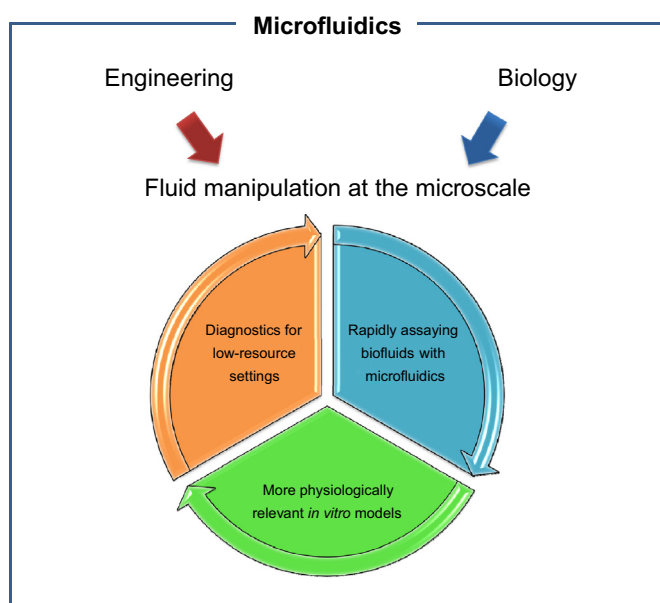 Microfluidics
Engineering
Biology
Fluid manipulation at the microscale
Diagnostics for
low-resource
settings
Rapidly assaying
biofluids with
microfluidics
More physiologically
relevant in vitro models